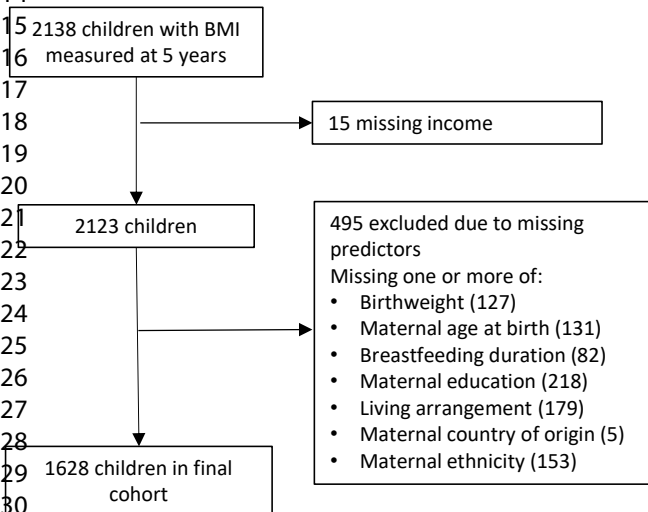 15
2138 children with BMI
measured at 5 years
16
17
18
15 missing income
19
20
21
2123 children
22
23
24
25
26
27
495 excluded due to missing
predictors
Missing one or more of:
• Birthweight (127)
• Maternal age at birth (131)
• Breastfeeding duration (82)
• Maternal education (218)
• Living arrangement (179)
• Maternal country of origin (5)
• Maternal ethnicity (153)
28
29
1628 children in final
cohort
30